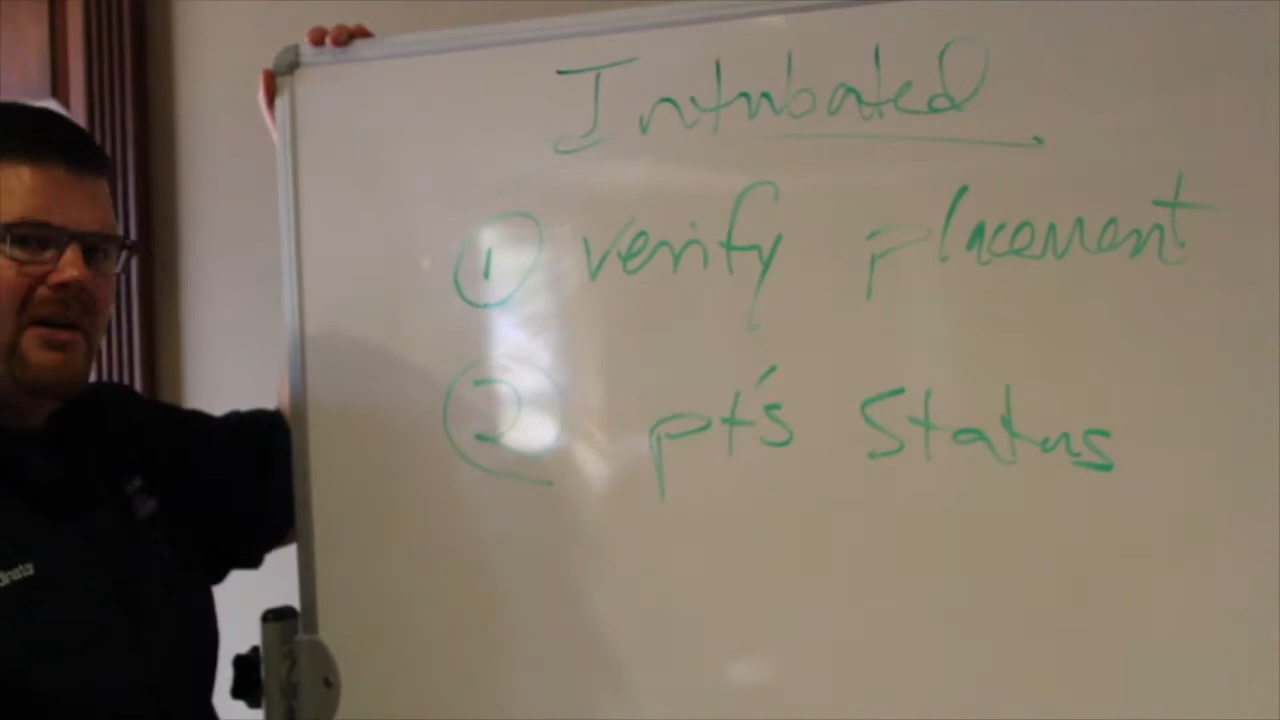 Intubated
① verify placement
② pt's status